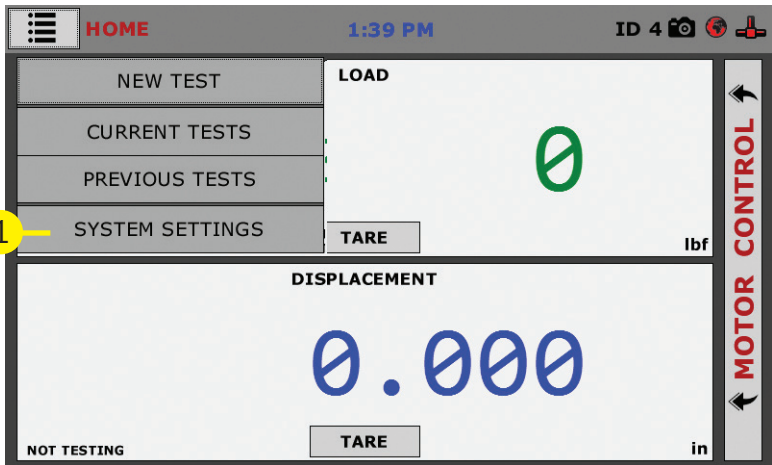 HOME 1:39 PM ID 4
NEW TEST
CURRENT TESTS
PREVIOUS TESTS
SYSTEM SETTINGS
1
LOAD
0
TARE lbf
DISPLACEMENT
0.000
NOT TESTING TARE in
MOTOR CONTROL